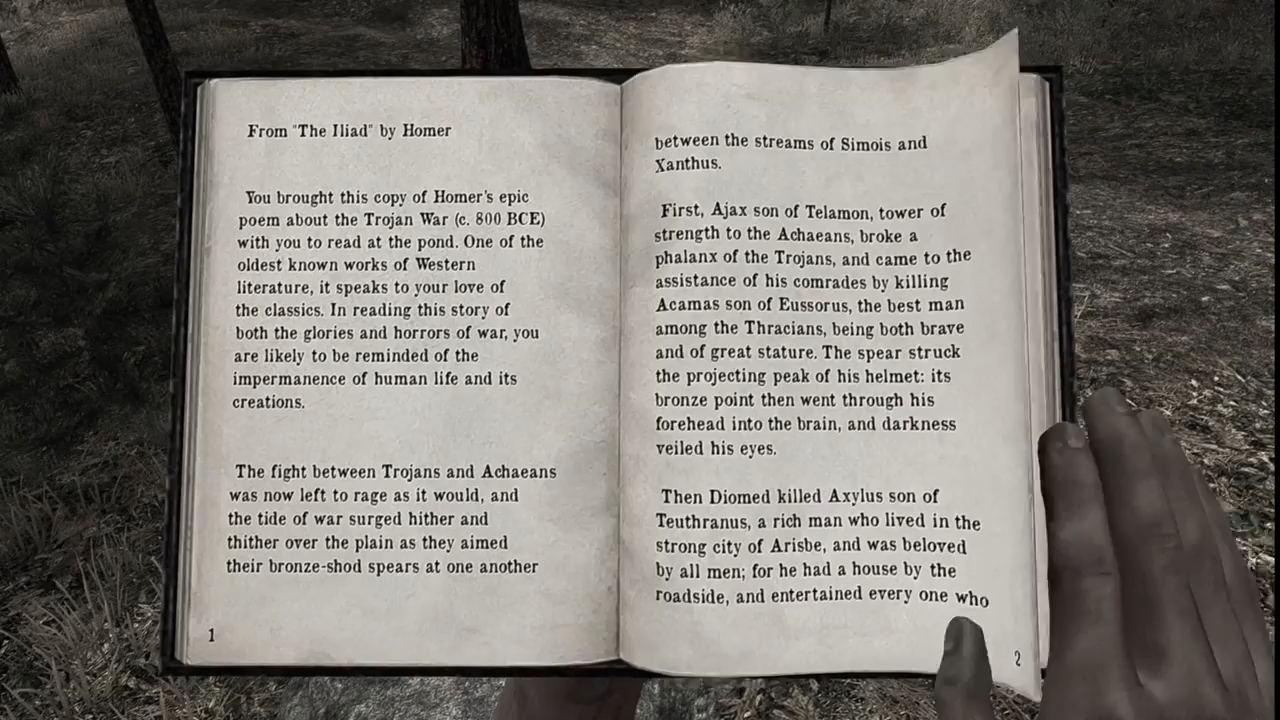 From "The Iliad" by Homer
You brought this copy of Homer's epic
poem about the Trojan War (c. 800 BCE)
with you to read at the pond. One of the
oldest known works of Western
literature, it speaks to your love of
the classics. In reading this story of
both the glories and horrors of war, you
are likely to be reminded of the
impermanence of human life and its
creations.
The fight between Trojans and Achaeans
was now left to rage as it would, and
the tide of war surged hither and
thither over the plain as they aimed
their bronze-shod spears at one another
1
between the streams of Simois and
Xanthus.
First, Ajax son of Telamon, tower of
strength to the Achaeans, broke a
phalanx of the Trojans, and came to the
assistance of his comrades by killing
Acamas son of Eussorus, the best man
among the Thracians, being both brave
and of great stature. The spear struck
the projecting peak of his helmet: its
bronze point then went through his
forehead into the brain, and darkness
veiled his eyes.
Then Diomed killed Axylus son of
Teuthranus, a rich man who lived in the
strong city of Arisbe, and was beloved
by all men; for he had a house by the
roadside, and entertained every one who
2